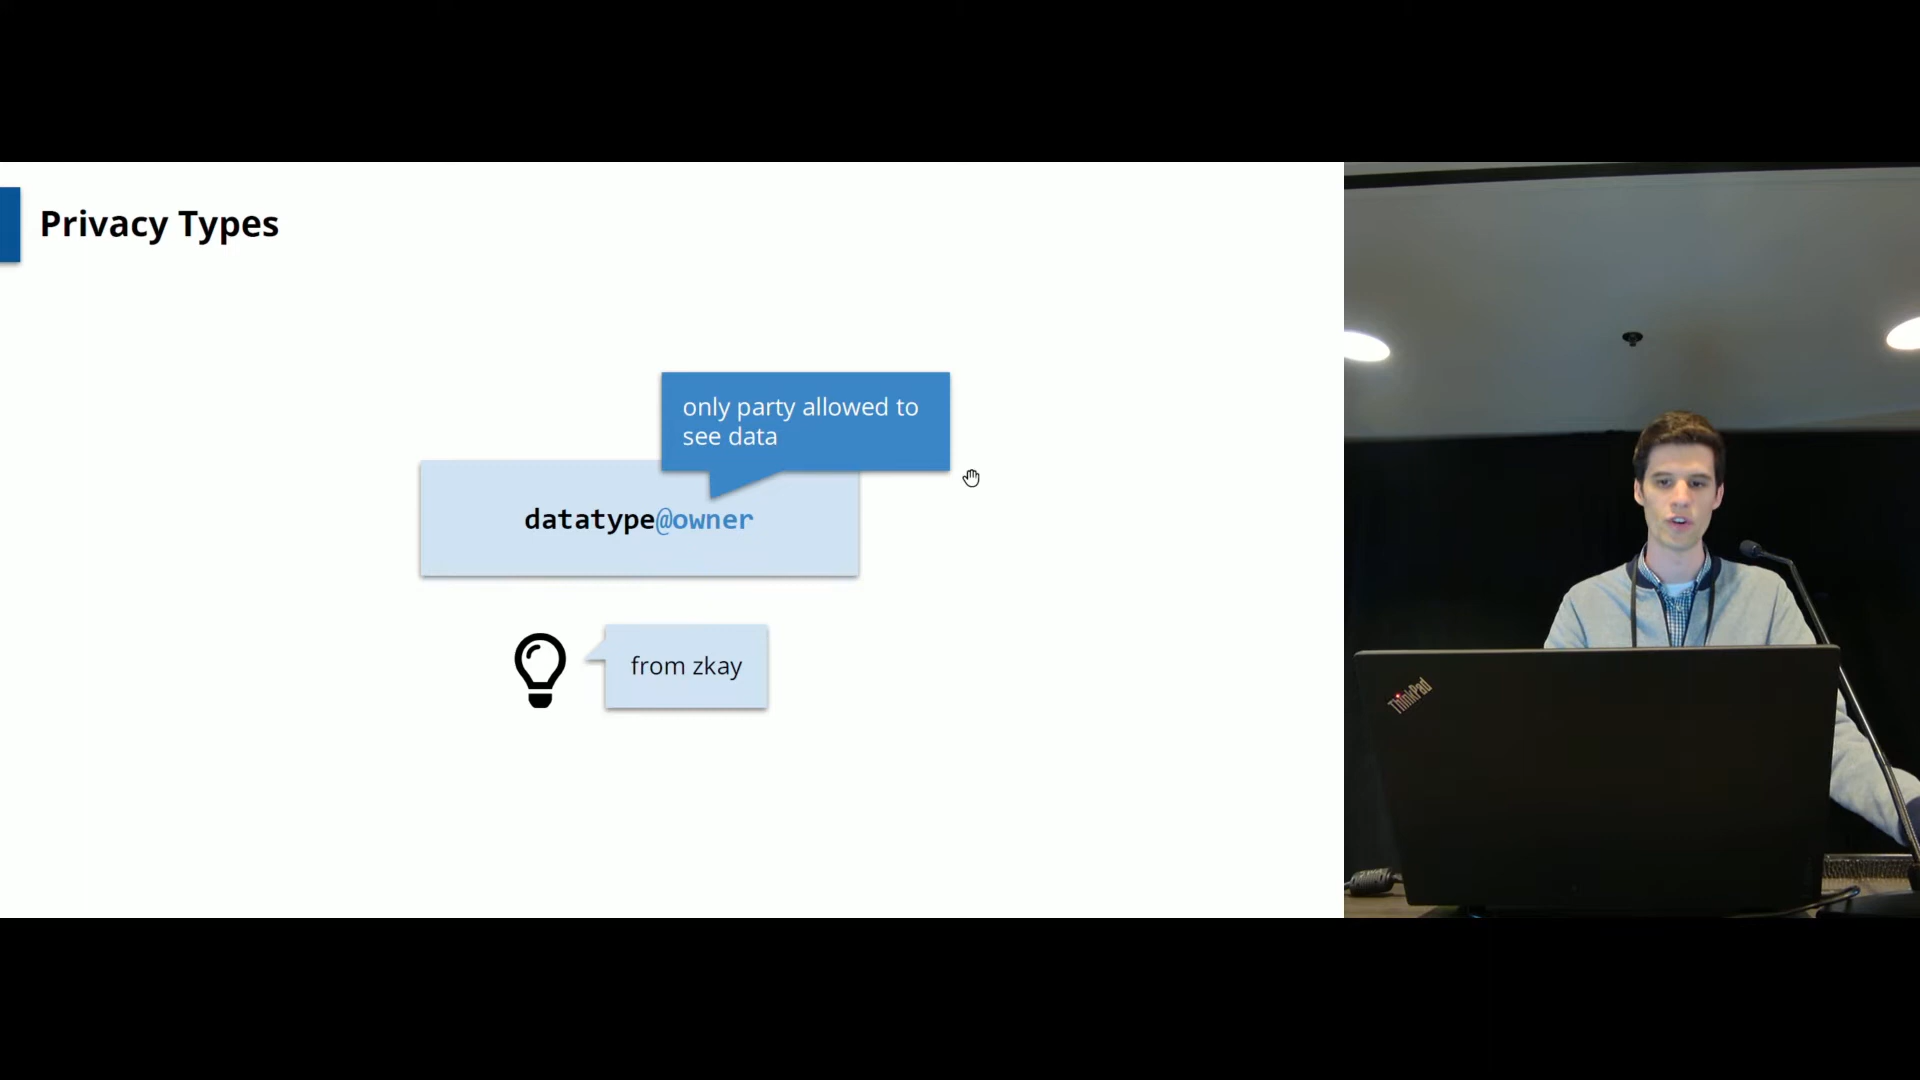 Privacy Types
only party allowed to
see data
datatype@owner
from zkay
ThinkPad